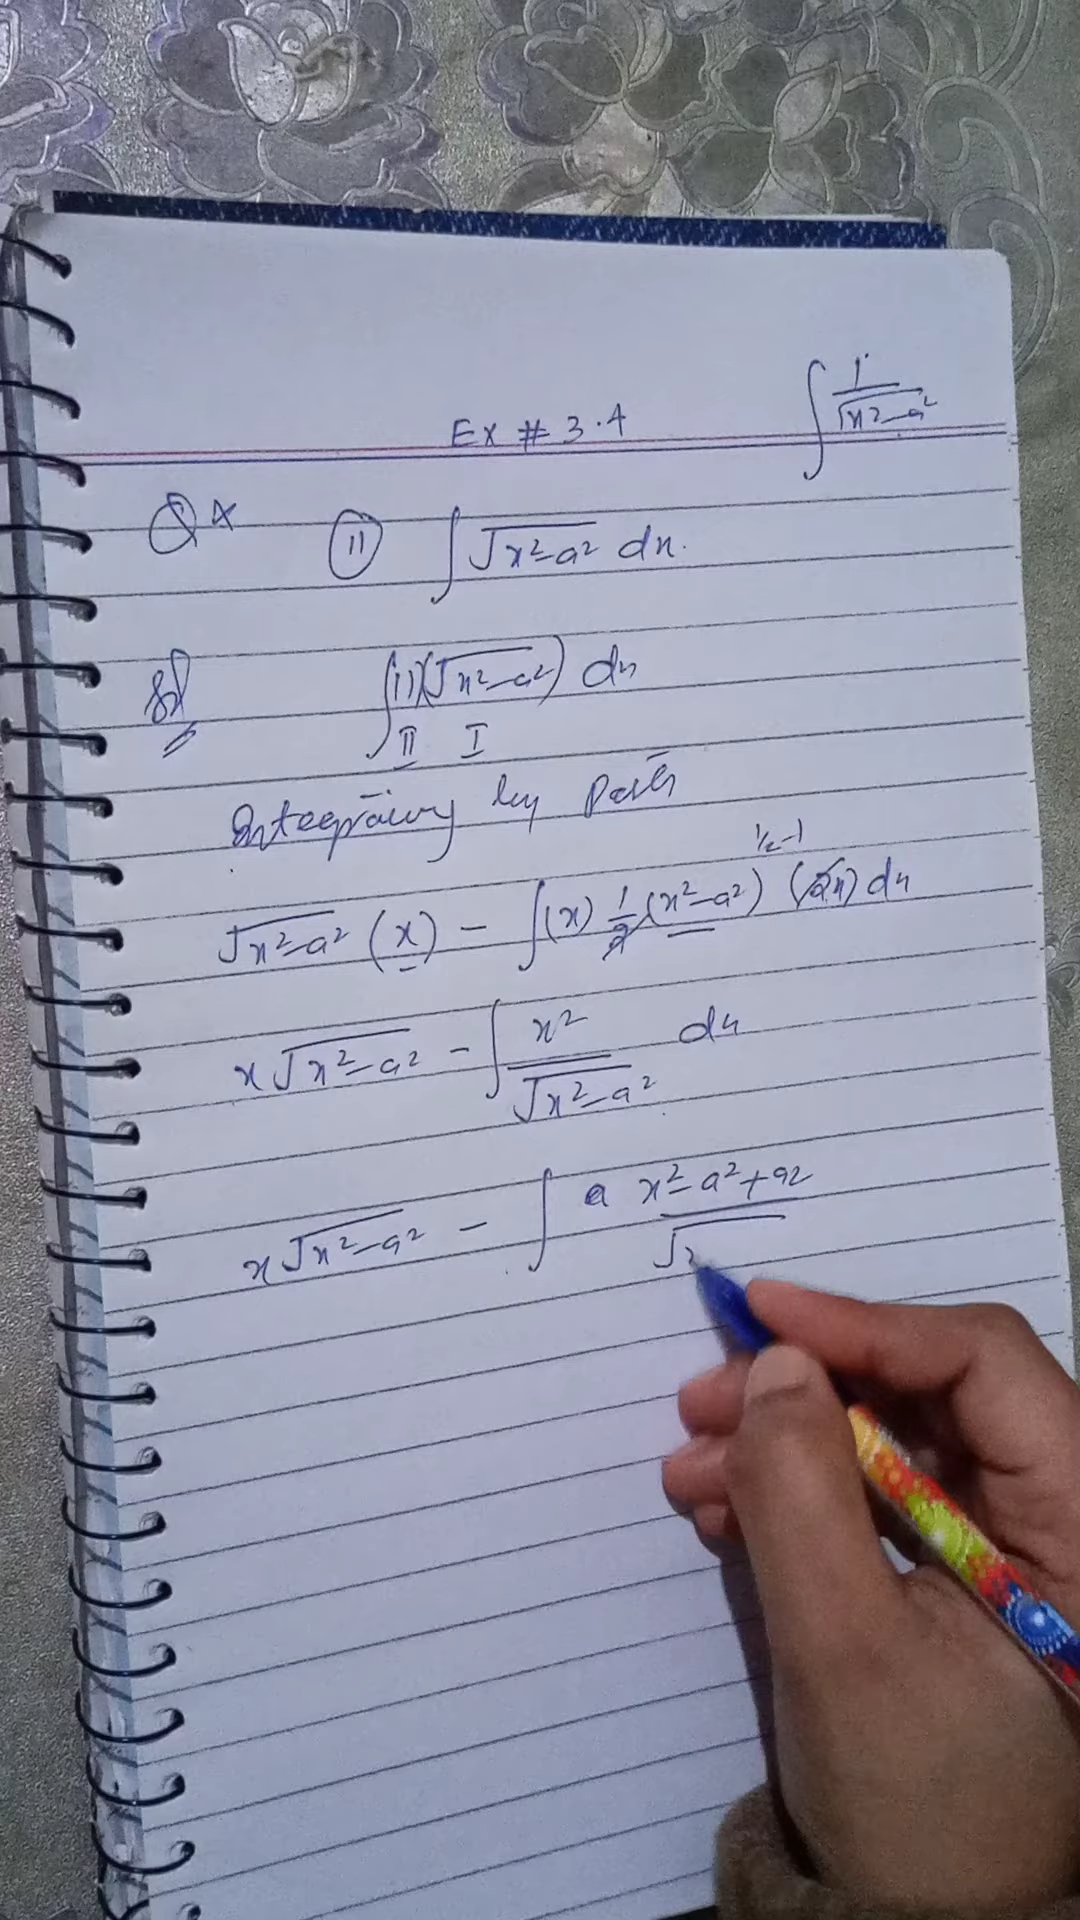 Ex # 3.4
∫ 1/√x²-a²
Q4 (ii) ∫ √x²-a² dx.
Sol ∫(1)(√x²-a²) dx
II I
Integrating by Parts
√x²-a² (x) - ∫(x) 1/2 (x²-a²)^1/2-1 (2x) dx
x√x²-a² - ∫ x²/√x²-a² dx
x√x²-a² - ∫ a x²-a²+a2/√x